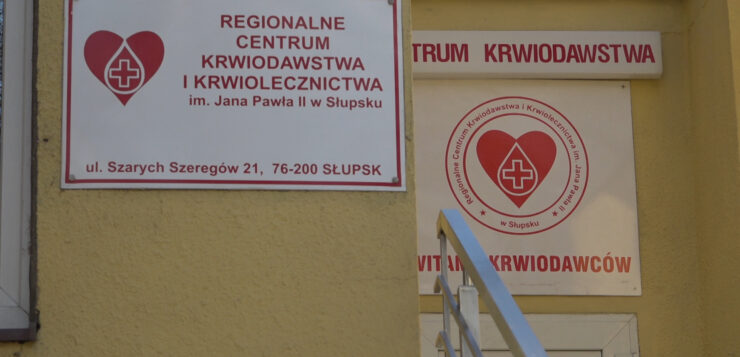 REGIONALNE
CENTRUM
KRWIODAWSTWA
I KRWIOLECZNICTWA
im. Jana Pawła II w Słupsku
ul. Szarych Szeregów 21, 76-200 SŁUPSK
TRUM KRWIODAWSTWA
Regionalne Centrum Krwiodawstwa i Krwiolecznictwa im. Jana Pawła II
w Słupsku
WITAM KRWIODAWCÓW